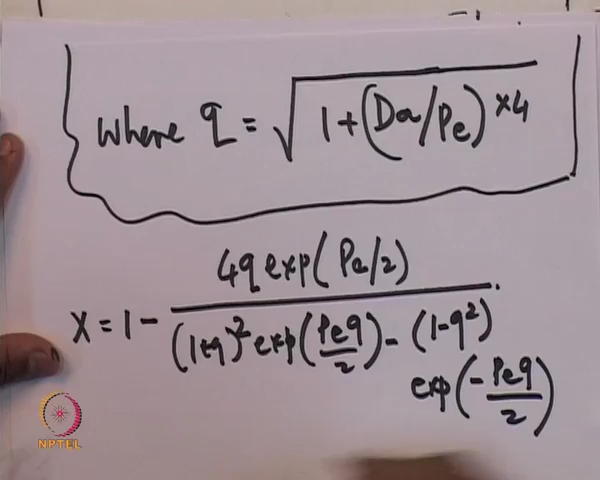 where q = √(1 + (Da/Pe) × 4)
4q exp(Pe/2)
x = 1 - ―――――――――
(1+q)² exp(Peq/2) - (1-q²)
exp(-Peq/2)
NPTEL